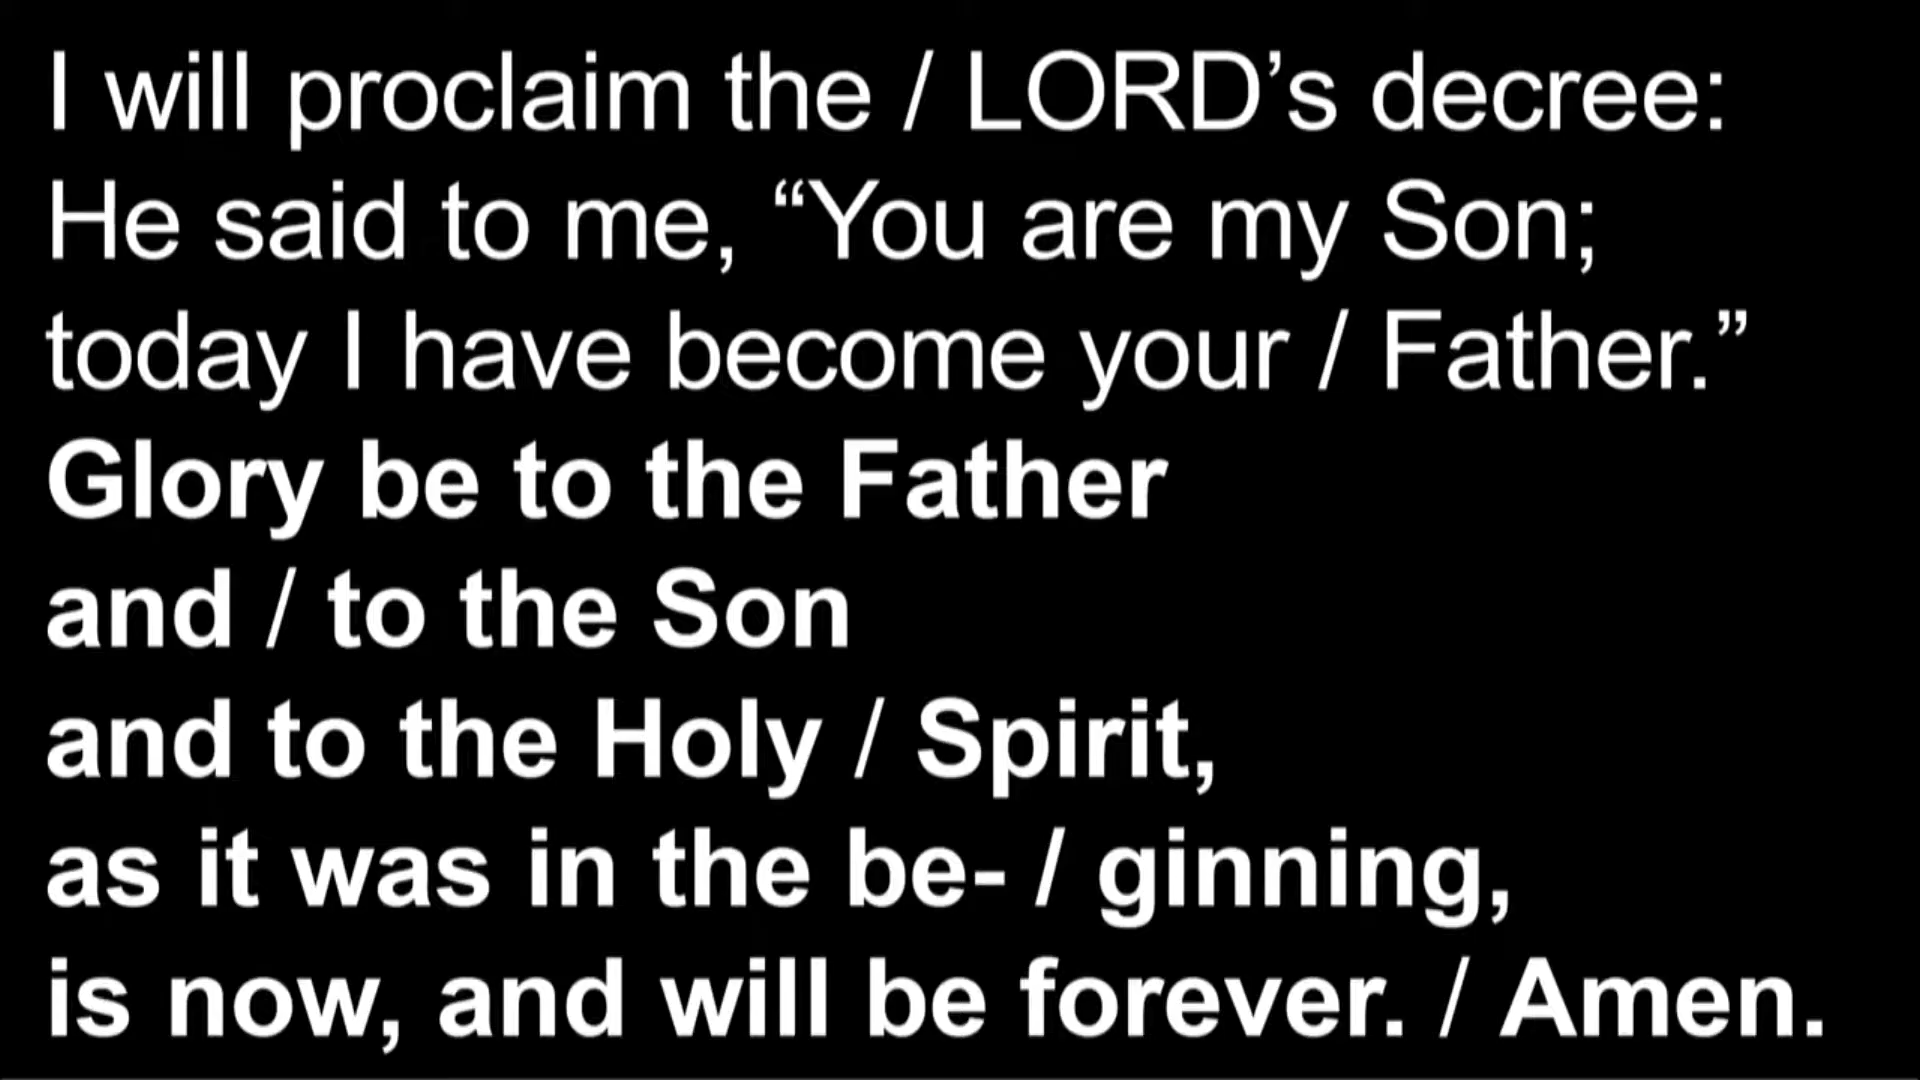 I will proclaim the / LORD’s decree:
He said to me, “You are my Son;
today I have become your / Father.”
Glory be to the Father
and / to the Son
and to the Holy / Spirit,
as it was in the be- / ginning,
is now, and will be forever. / Amen.